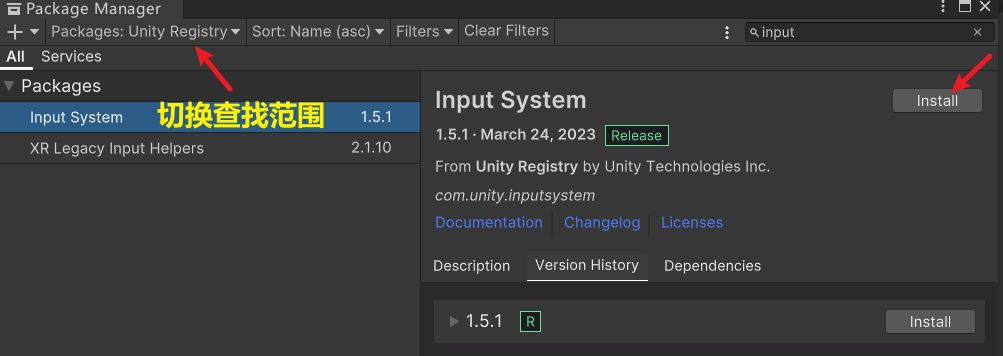 Package Manager
Packages: Unity Registry Sort: Name (asc) Filters Clear Filters input
All Services
Packages
Input System 1.5.1
切换查找范围
XR Legacy Input Helpers 2.1.10
Input System Install
1.5.1 · March 24, 2023 Release
From Unity Registry by Unity Technologies Inc.
com.unity.inputsystem
Documentation Changelog Licenses
Description Version History Dependencies
1.5.1 R Install